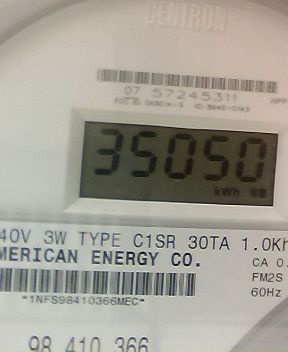 CENTRON®
07 57245311
35050
kWh
40V 3W TYPE C1SR 30TA 1.0Kh
MERICAN ENERGY CO.
CA 0.
FM2S
60Hz
*1NFS98410366MEC*
98 410 366